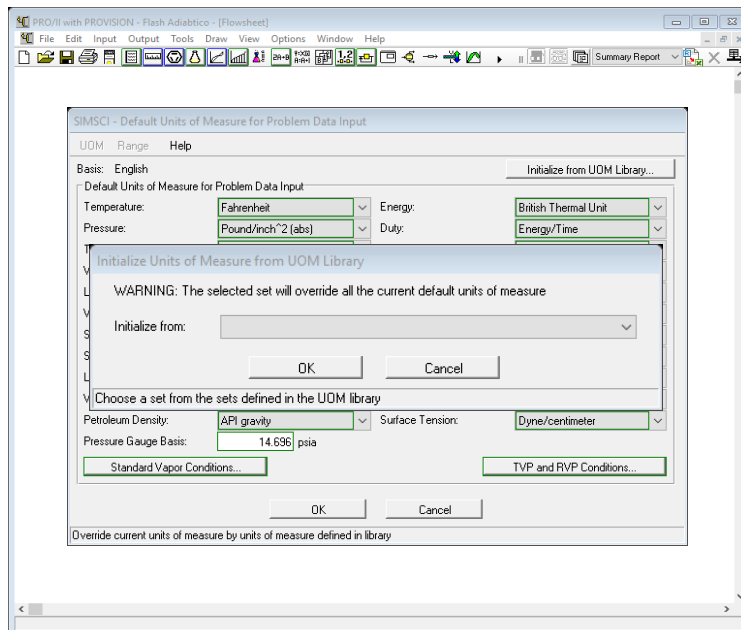 PRO/II with PROVISION - Flash Adiabtico - [Flowsheet]
File Edit Input Output Tools Draw View Options Window Help
Summary Report
SIMSCI - Default Units of Measure for Problem Data Input
UOM Range Help
Basis: English Initialize from UOM Library...
Default Units of Measure for Problem Data Input
Temperature: Fahrenheit Energy: British Thermal Unit
Pressure: Pound/inch^2 (abs) Duty: Energy/Time
Initialize Units of Measure from UOM Library
WARNING: The selected set will override all the current default units of measure
Initialize from:
OK Cancel
Choose a set from the sets defined in the UOM library
Petroleum Density: API gravity Surface Tension: Dyne/centimeter
Pressure Gauge Basis: 14.696 psia
Standard Vapor Conditions... TVP and RVP Conditions...
OK Cancel
Override current units of measure by units of measure defined in library